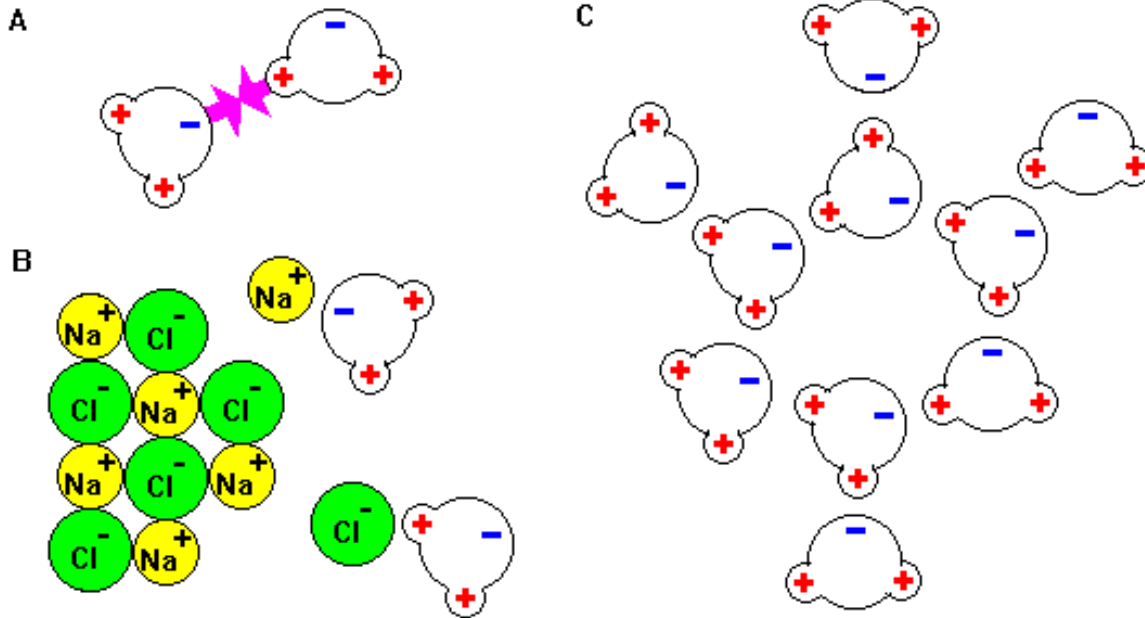 A
C
B
Na+
Na+ Cl-
Cl- Na+ Cl-
Na+ Cl- Na+
Cl-
Cl- Na+